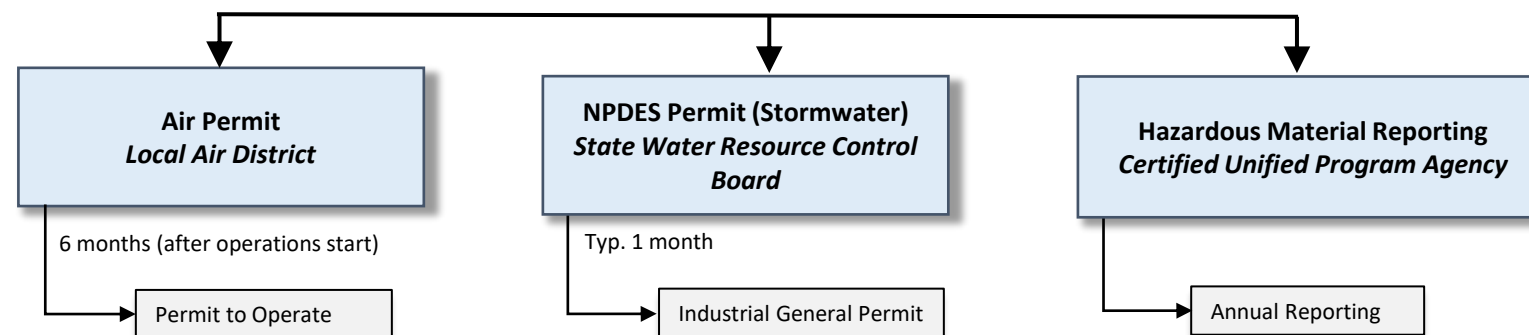 Air Permit
Local Air District
6 months (after operations start)
Permit to Operate
NPDES Permit (Stormwater)
State Water Resource Control
Board
Typ. 1 month
Industrial General Permit
Hazardous Material Reporting
Certified Unified Program Agency
Annual Reporting